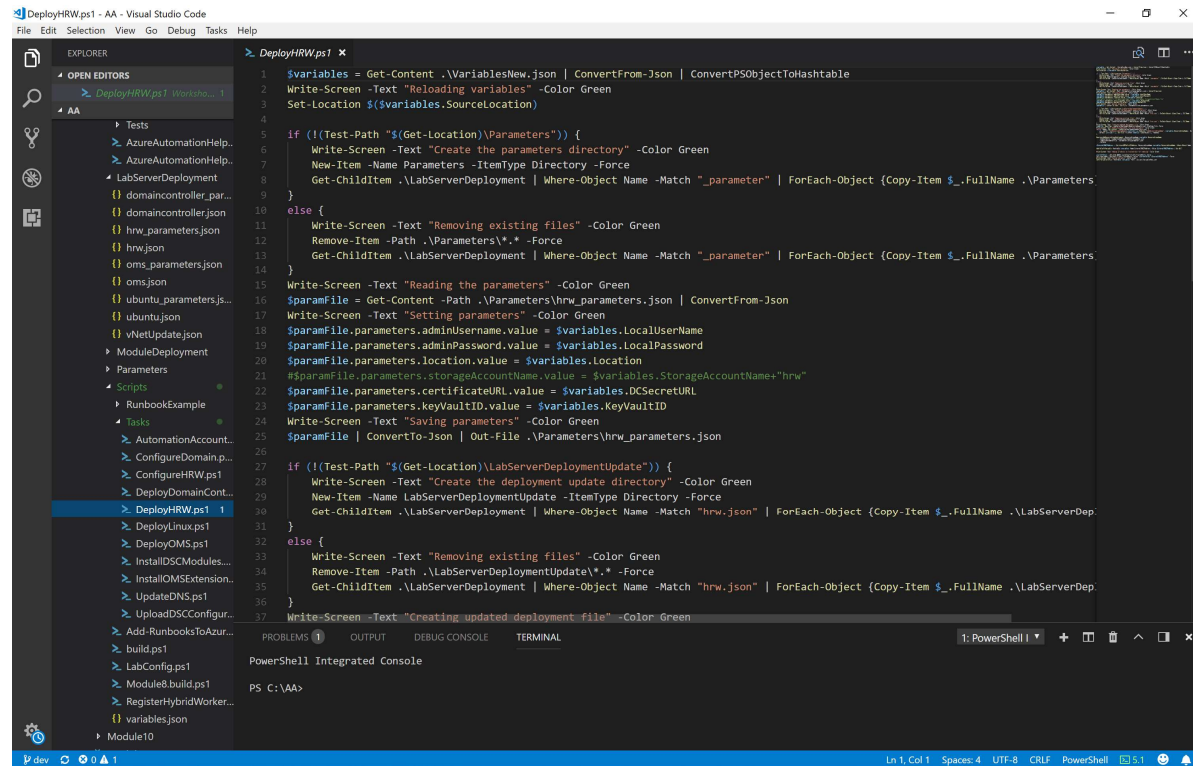 DeployHRW.ps1 - AA - Visual Studio Code
File Edit Selection View Go Debug Tasks Help
EXPLORER
OPEN EDITORS
DeployHRW.ps1 Worksho... 1
AA
Tests
AzureAutomationHelp...
AzureAutomationHelp...
LabServerDeployment
{} domaincontroller_par...
{} domaincontroller.json
{} hrw_parameters.json
{} hrw.json
{} oms_parameters.json
{} oms.json
{} ubuntu_parameters.js...
{} ubuntu.json
{} vNetUpdate.json
ModuleDeployment
Parameters
Scripts
RunbookExample
Tasks
AutomationAccount...
ConfigureDomain.p...
ConfigureHRW.ps1
DeployDomainCont...
DeployHRW.ps1 1
DeployLinux.ps1
DeployOMS.ps1
InstallDSCModules....
InstallOMSExtension...
UpdateDNS.ps1
UploadDSCConfigur...
Add-RunbooksToAzur...
build.ps1
LabConfig.ps1
Module8.build.ps1
RegisterHybridWorker...
{} variables.json
Module10
DeployHRW.ps1
1 $variables = Get-Content .\VariablesNew.json | ConvertFrom-Json | ConvertPSObjectToHashtable
2 Write-Screen -Text "Reloading variables" -Color Green
3 Set-Location $($variables.SourceLocation)
4
5 if (!(Test-Path "$(Get-Location)\Parameters")) {
6 Write-Screen -Text "Create the parameters directory" -Color Green
7 New-Item -Name Parameters -ItemType Directory -Force
8 Get-ChildItem .\LabServerDeployment | Where-Object Name -Match "_parameter" | ForEach-Object {Copy-Item $_.FullName .\Parameters
9 }
10 else {
11 Write-Screen -Text "Removing existing files" -Color Green
12 Remove-Item -Path .\Parameters\*.* -Force
13 Get-ChildItem .\LabServerDeployment | Where-Object Name -Match "_parameter" | ForEach-Object {Copy-Item $_.FullName .\Parameters
14 }
15 Write-Screen -Text "Reading the parameters" -Color Green
16 $paramFile = Get-Content -Path .\Parameters\hrw_parameters.json | ConvertFrom-Json
17 Write-Screen -Text "Setting parameters" -Color Green
18 $paramFile.parameters.adminUsername.value = $variables.LocalUserName
19 $paramFile.parameters.adminPassword.value = $variables.LocalPassword
20 $paramFile.parameters.location.value = $variables.Location
21 #$paramFile.parameters.storageAccountName.value = $variables.StorageAccountName+"hrw"
22 $paramFile.parameters.certificateURL.value = $variables.DCSecretURL
23 $paramFile.parameters.keyVaultID.value = $variables.KeyVaultID
24 Write-Screen -Text "Saving parameters" -Color Green
25 $paramFile | ConvertTo-Json | Out-File .\Parameters\hrw_parameters.json
26
27 if (!(Test-Path "$(Get-Location)\LabServerDeploymentUpdate")) {
28 Write-Screen -Text "Create the deployment update directory" -Color Green
29 New-Item -Name LabServerDeploymentUpdate -ItemType Directory -Force
30 Get-ChildItem .\LabServerDeployment | Where-Object Name -Match "hrw.json" | ForEach-Object {Copy-Item $_.FullName .\LabServerDep
31 }
32 else {
33 Write-Screen -Text "Removing existing files" -Color Green
34 Remove-Item -Path .\LabServerDeploymentUpdate\*.* -Force
35 Get-ChildItem .\LabServerDeployment | Where-Object Name -Match "hrw.json" | ForEach-Object {Copy-Item $_.FullName .\LabServerDep
36 }
37 Write-Screen -Text "Creating updated deployment file" -Color Green
PROBLEMS 1 OUTPUT DEBUG CONSOLE TERMINAL
1: PowerShell I
PowerShell Integrated Console
PS C:\AA>
dev 0 1
Ln 1, Col 1 Spaces: 4 UTF-8 CRLF PowerShell 5.1